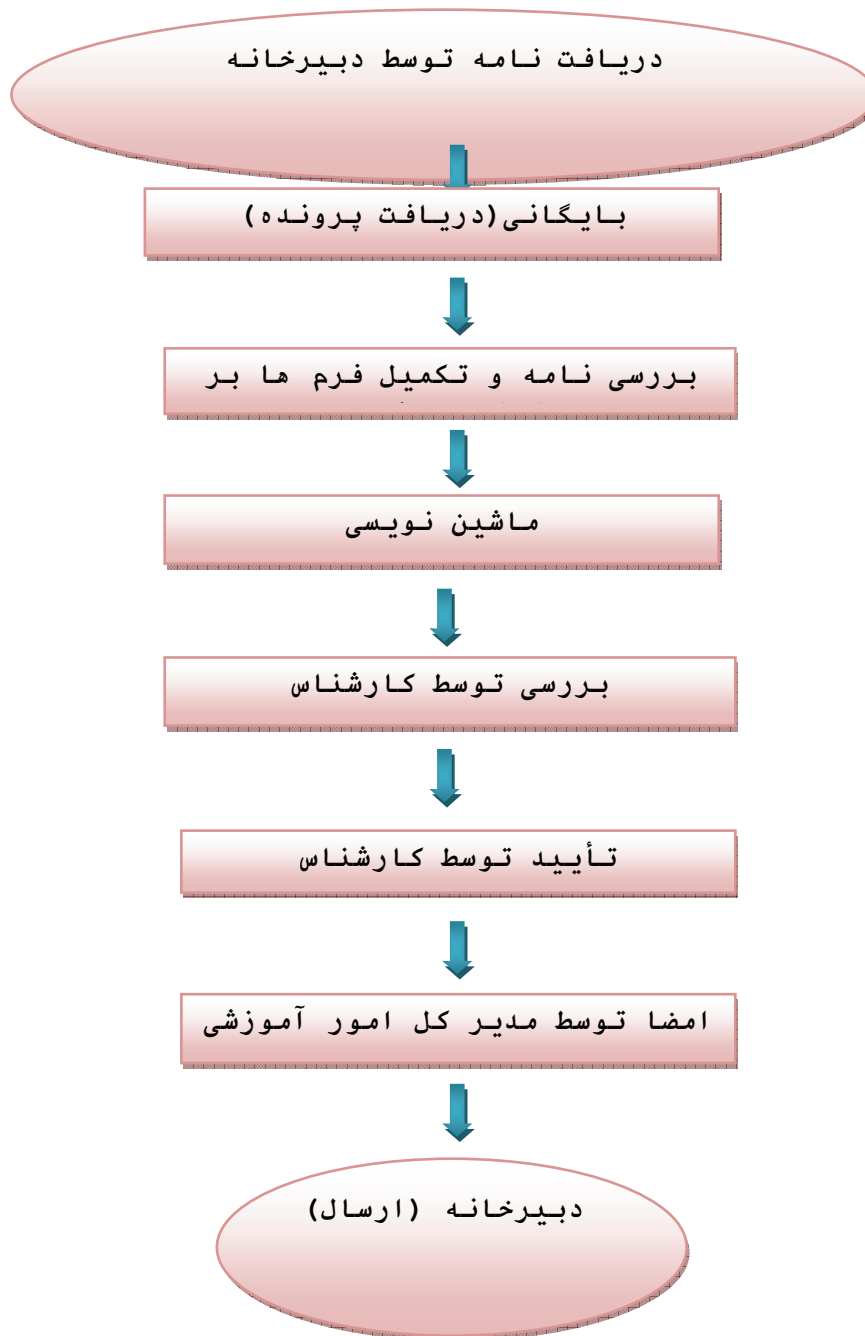 دریافت نامه توسط دبیرخانه
بایگانی(دریافت پرونده)
بررسی نامه و تکمیل فرم ها بر
ماشین نویسی
بررسی توسط کارشناس
تأیید توسط کارشناس
امضا توسط مدیر کل امور آموزشی
دبیرخانه (ارسال)